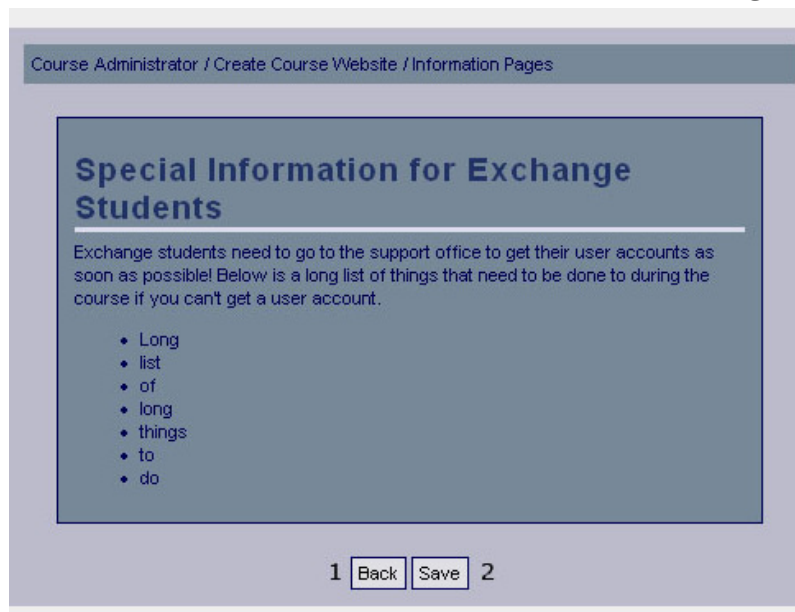 Course Administrator / Create Course Website / Information Pages
Special Information for Exchange
Students
Exchange students need to go to the support office to get their user accounts as
soon as possible! Below is a long list of things that need to be done to during the
course if you can't get a user account.
• Long
• list
• of
• long
• things
• to
• do
1 Back Save 2